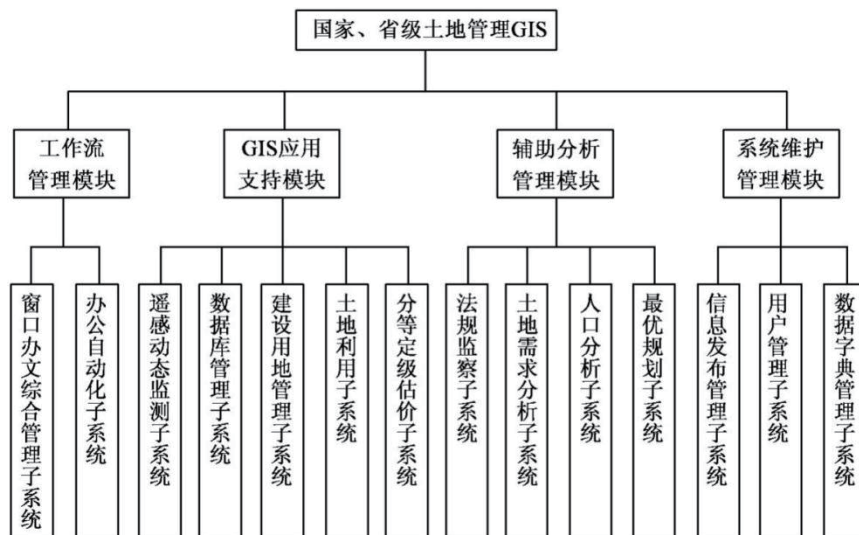 国家、省级土地管理GIS
工作流
管理模块
GIS应用
支持模块
辅助分析
管理模块
系统维护
管理模块
窗口办文综合管理子系统
办公自动化子系统
遥感动态监测子系统
数据库管理子系统
建设用地管理子系统
土地利用子系统
分等定级估价子系统
法规监察子系统
土地需求分析子系统
人口分析子系统
最优规划子系统
信息发布管理子系统
用户管理子系统
数据字典管理子系统